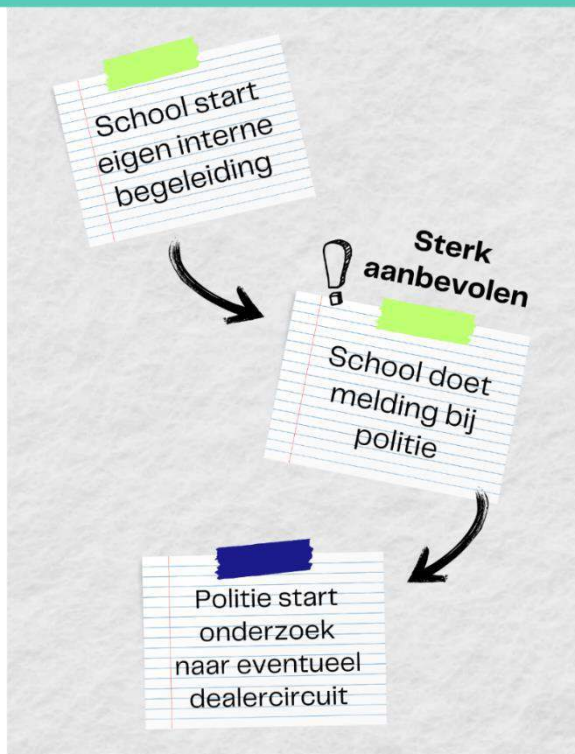 School start
eigen interne
begeleiding
Sterk
aanbevolen
School doet
melding bij
politie
Politie start
onderzoek
naar eventueel
dealercircuit